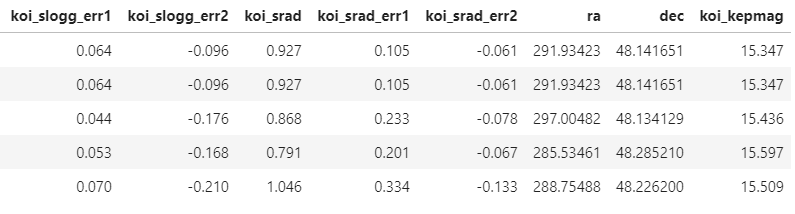 koi_slogg_err1 koi_slogg_err2 koi_srad koi_srad_err1 koi_srad_err2 ra dec koi_kepmag
0.064 -0.096 0.927 0.105 -0.061 291.93423 48.141651 15.347
0.064 -0.096 0.927 0.105 -0.061 291.93423 48.141651 15.347
0.044 -0.176 0.868 0.233 -0.078 297.00482 48.134129 15.436
0.053 -0.168 0.791 0.201 -0.067 285.53461 48.285210 15.597
0.070 -0.210 1.046 0.334 -0.133 288.75488 48.226200 15.509